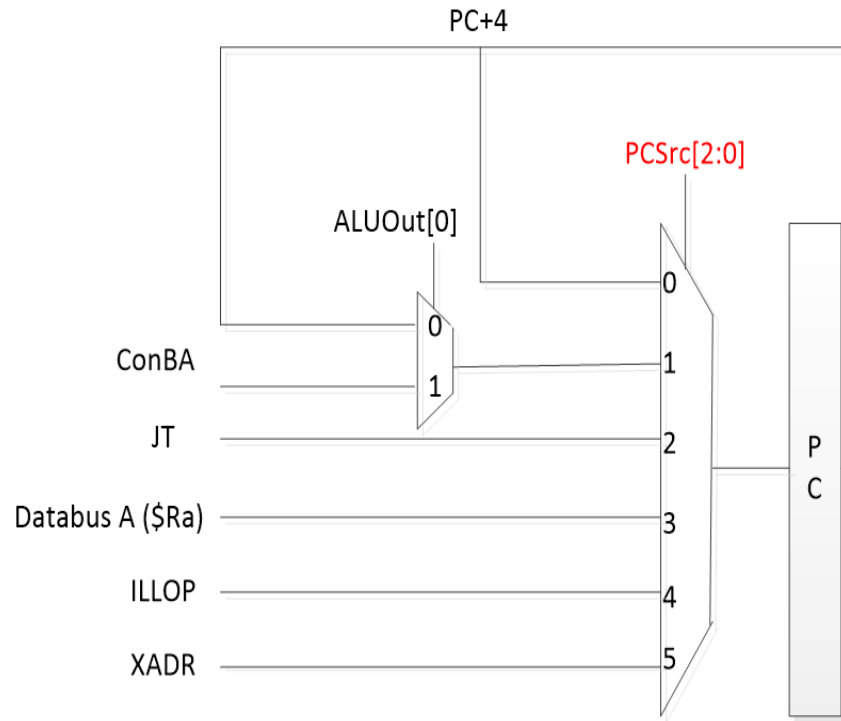 PC+4
PCSrc[2:0]
ALUOut[0]
0
0
ConBA
1
1
JT
2
P
C
Databus A ($Ra)
3
ILLOP
4
XADR
5